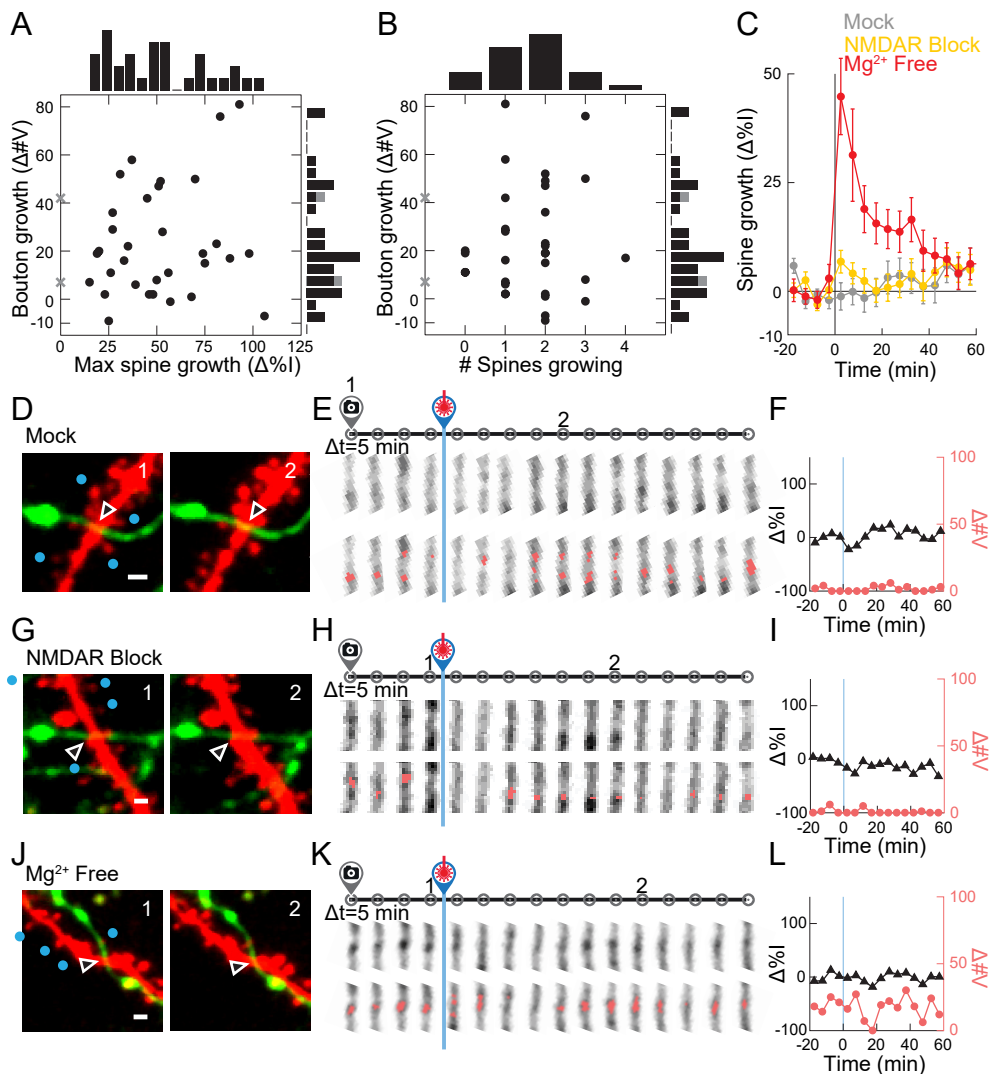 A
Bouton growth (Δ#V)
80
60
40
20
0
-10
0 25 50 75 100 125
Max spine growth (Δ%I)
B
Bouton growth (Δ#V)
80
60
40
20
0
-10
0 1 2 3 4
# Spines growing
C
Mock
NMDAR Block
Mg²⁺ Free
Spine growth (Δ%I)
50
25
0
-10
-20 0 20 40 60
Time (min)
D
Mock
1
2
E
1
2
Δt=5 min
F
Δ%I
100
0
-100
100
50
0
Δ#V
-20 0 20 40 60
Time (min)
G
NMDAR Block
1
2
H
1
2
Δt=5 min
I
Δ%I
100
0
-100
100
50
0
Δ#V
-20 0 20 40 60
Time (min)
J
Mg²⁺ Free
1
2
K
1
2
Δt=5 min
L
Δ%I
100
0
-100
100
50
0
Δ#V
-20 0 20 40 60
Time (min)